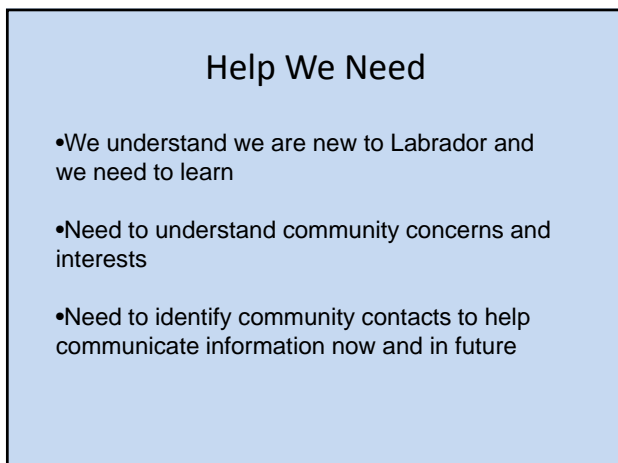 Help We Need
•We understand we are new to Labrador and
we need to learn
•Need to understand community concerns and
interests
•Need to identify community contacts to help
communicate information now and in future